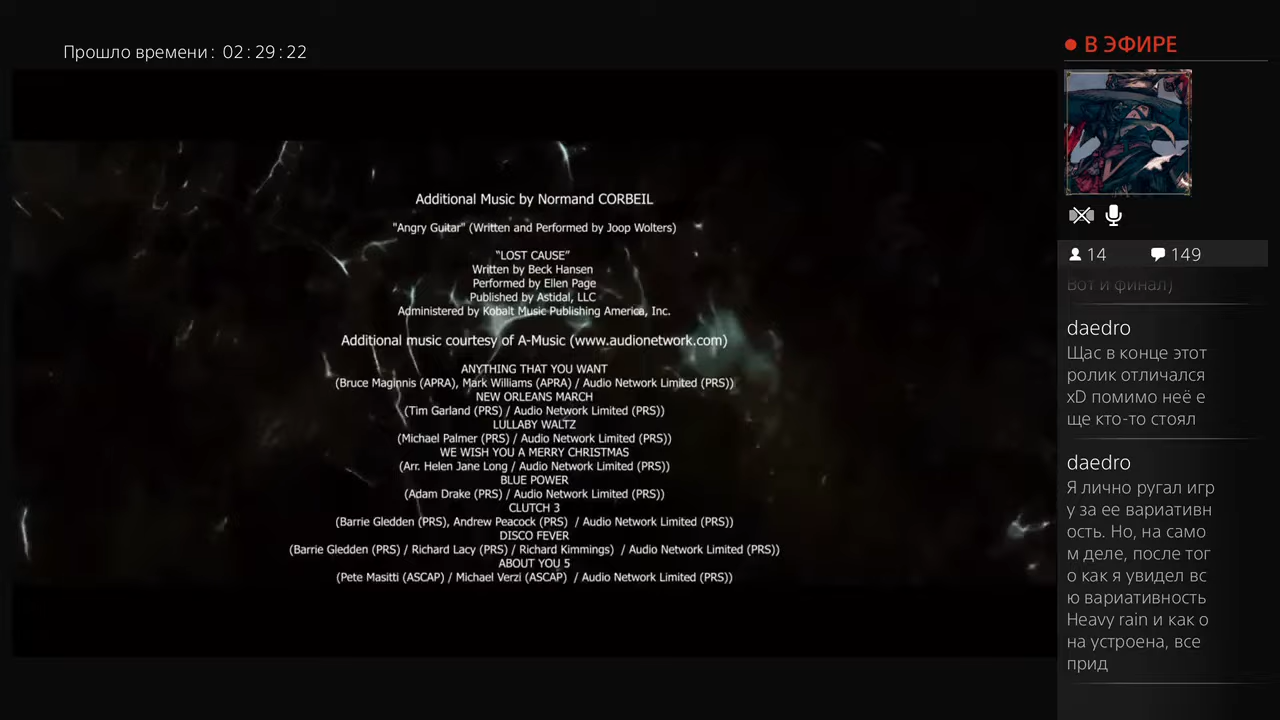 Прошло времени: 02:29:22
Additional Music by Normand CORBEIL
"Angry Guitar" (Written and Performed by Joop Wolters)
“LOST CAUSE”
Written by Beck Hansen
Performed by Ellen Page
Published by Astidal, LLC
Administered by Kobalt Music Publishing America, Inc.
Additional music courtesy of A-Music (www.audionetwork.com)
ANYTHING THAT YOU WANT
(Bruce Maginnis (APRA), Mark Williams (APRA) / Audio Network Limited (PRS))
NEW ORLEANS MARCH
(Tim Garland (PRS) / Audio Network Limited (PRS))
LULLABY WALTZ
(Michael Palmer (PRS) / Audio Network Limited (PRS))
WE WISH YOU A MERRY CHRISTMAS
(Arr. Helen Jane Long / Audio Network Limited (PRS))
BLUE POWER
(Adam Drake (PRS) / Audio Network Limited (PRS))
CLUTCH 3
(Barrie Gledden (PRS), Andrew Peacock (PRS) / Audio Network Limited (PRS))
DISCO FEVER
(Barrie Gledden (PRS) / Richard Lacy (PRS) / Richard Kimmings) / Audio Network Limited (PRS))
ABOUT YOU 5
(Pete Masitti (ASCAP) / Michael Verzi (ASCAP) / Audio Network Limited (PRS))
В ЭФИРЕ
14 149
Вот и финал)
daedro
Щас в конце этот
ролик отличался
xD помимо неё е
ще кто-то стоял
daedro
Я лично ругал игр
у за ее вариативн
ость. Но, на само
м деле, после тог
о как я увидел вс
ю вариативность
Heavy rain и как о
на устроена, все
прид